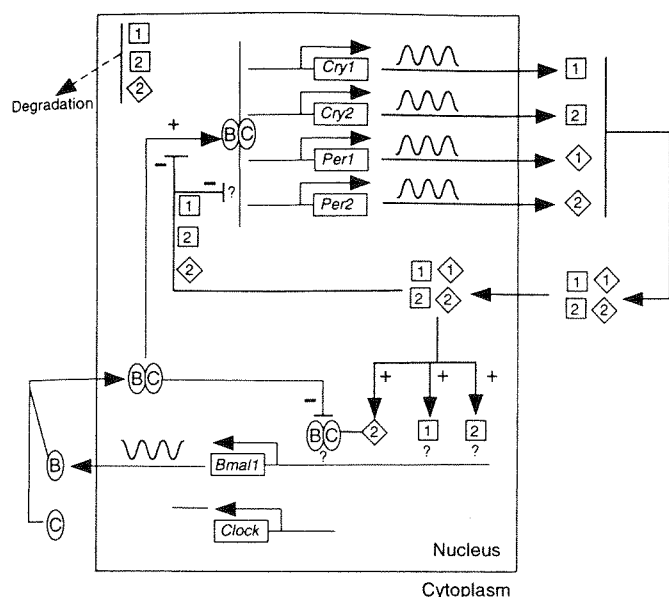 1
2
2
Degradation
Cry1
1
+
B C
Cry2
2
–
Per1
1
–
?
1
Per2
2
2
2
1 1
2 2
1 1
2 2
B C
+ + +
–
B C
2
1
2
?
?
?
B
Bmal1
C
Clock
Nucleus
Cytoplasm